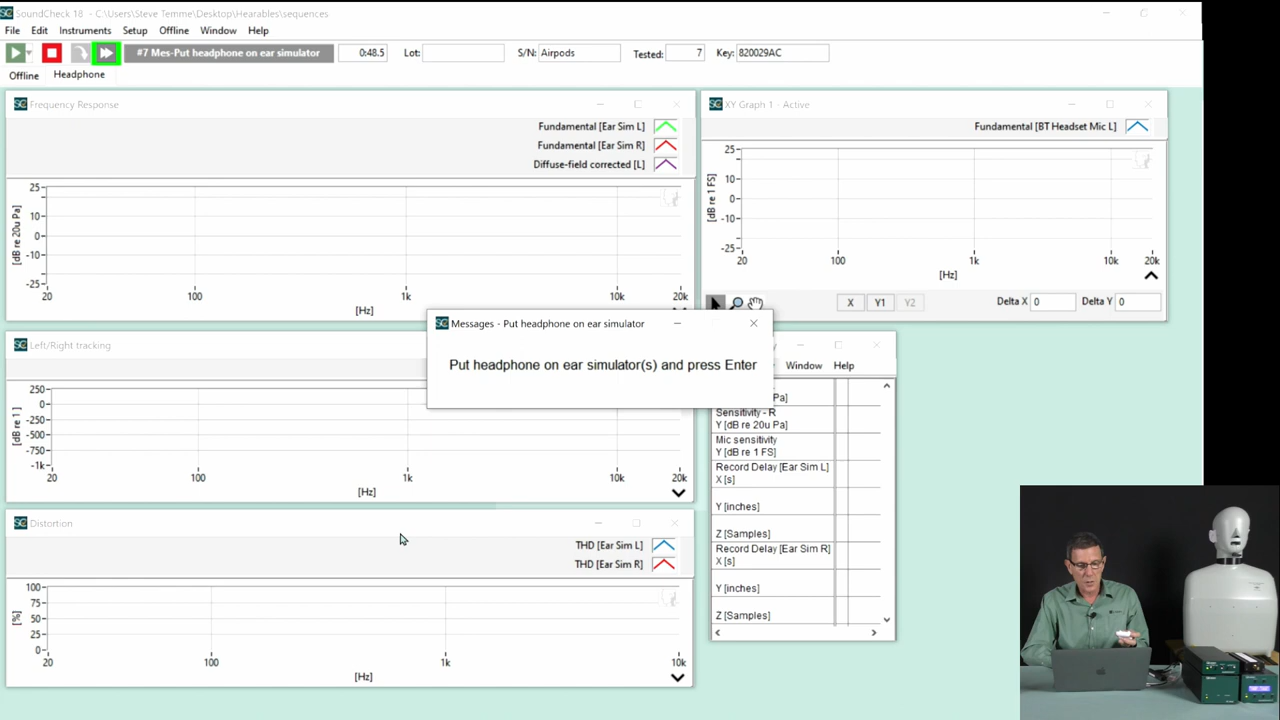 SoundCheck 18 - C:\Users\Steve Temme\Desktop\Hearables\sequences
File Edit Instruments Setup Offline Window Help
#7 Mes-Put headphone on ear simulator 0:48.5 Lot: S/N: Airpods Tested: 7 Key: 820029AC
Offline Headphone
Frequency Response
Fundamental [Ear Sim L]
Fundamental [Ear Sim R]
Diffuse-field corrected [L]
[dB re 20u Pa]
25
10
0
-10
-25
20 100 1k 10k 20k
[Hz]
XY Graph 1 - Active
Fundamental [BT Headset Mic L]
[dB re 1 FS]
25
10
0
-10
-25
20 100 1k 10k 20k
[Hz]
X Y1 Y2 Delta X 0 Delta Y 0
SC Messages - Put headphone on ear simulator
Put headphone on ear simulator(s) and press Enter
Left/Right tracking
[dB re 1]
250
0
-250
-500
-750
-1k
20 100 1k 10k 20k
[Hz]
Window Help
Pa]
Sensitivity - R
Y [dB re 20u Pa]
Mic sensitivity
Y [dB re 1 FS]
Record Delay [Ear Sim L]
X [s]
Y [inches]
Z [Samples]
Record Delay [Ear Sim R]
X [s]
Y [inches]
Z [Samples]
Distortion
THD [Ear Sim L]
THD [Ear Sim R]
[%]
100
75
50
25
0
20 100 1k 10k
[Hz]